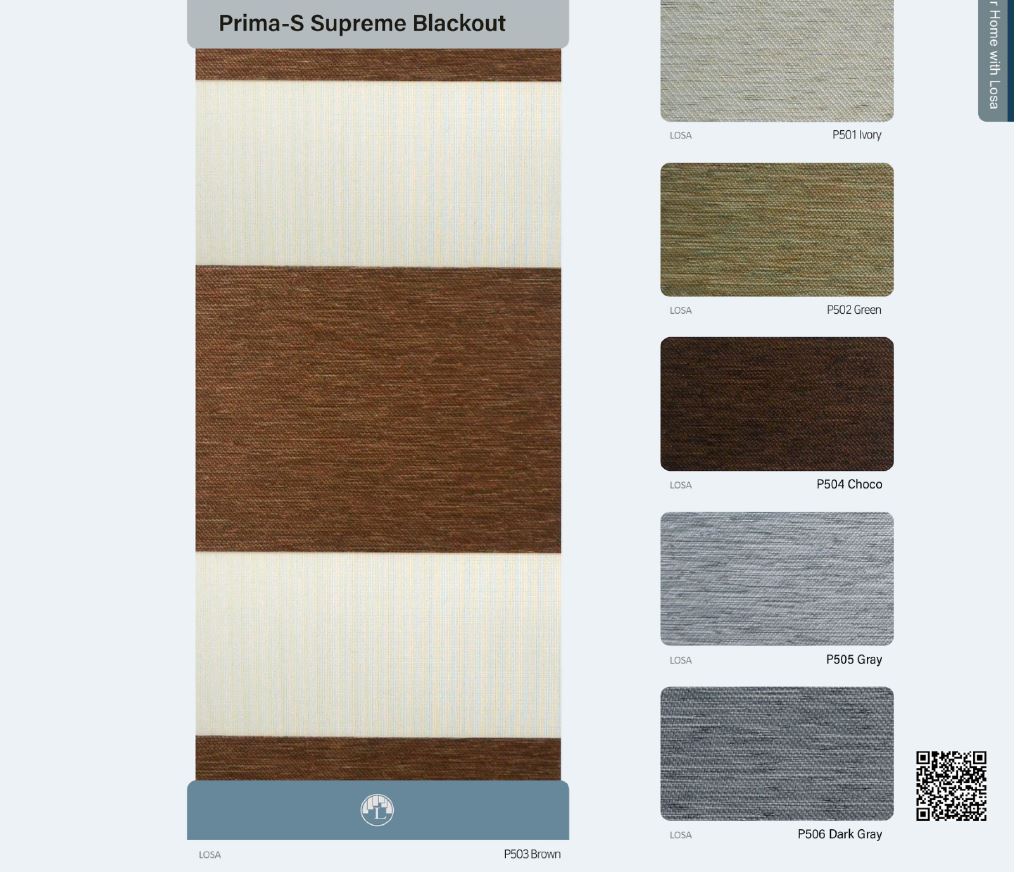 Prima-S Supreme Blackout
r Home with Losa
LOSA P501 Ivory
LOSA P502 Green
LOSA P504 Choco
LOSA P505 Gray
LOSA P506 Dark Gray
L
LOSA P503 Brown